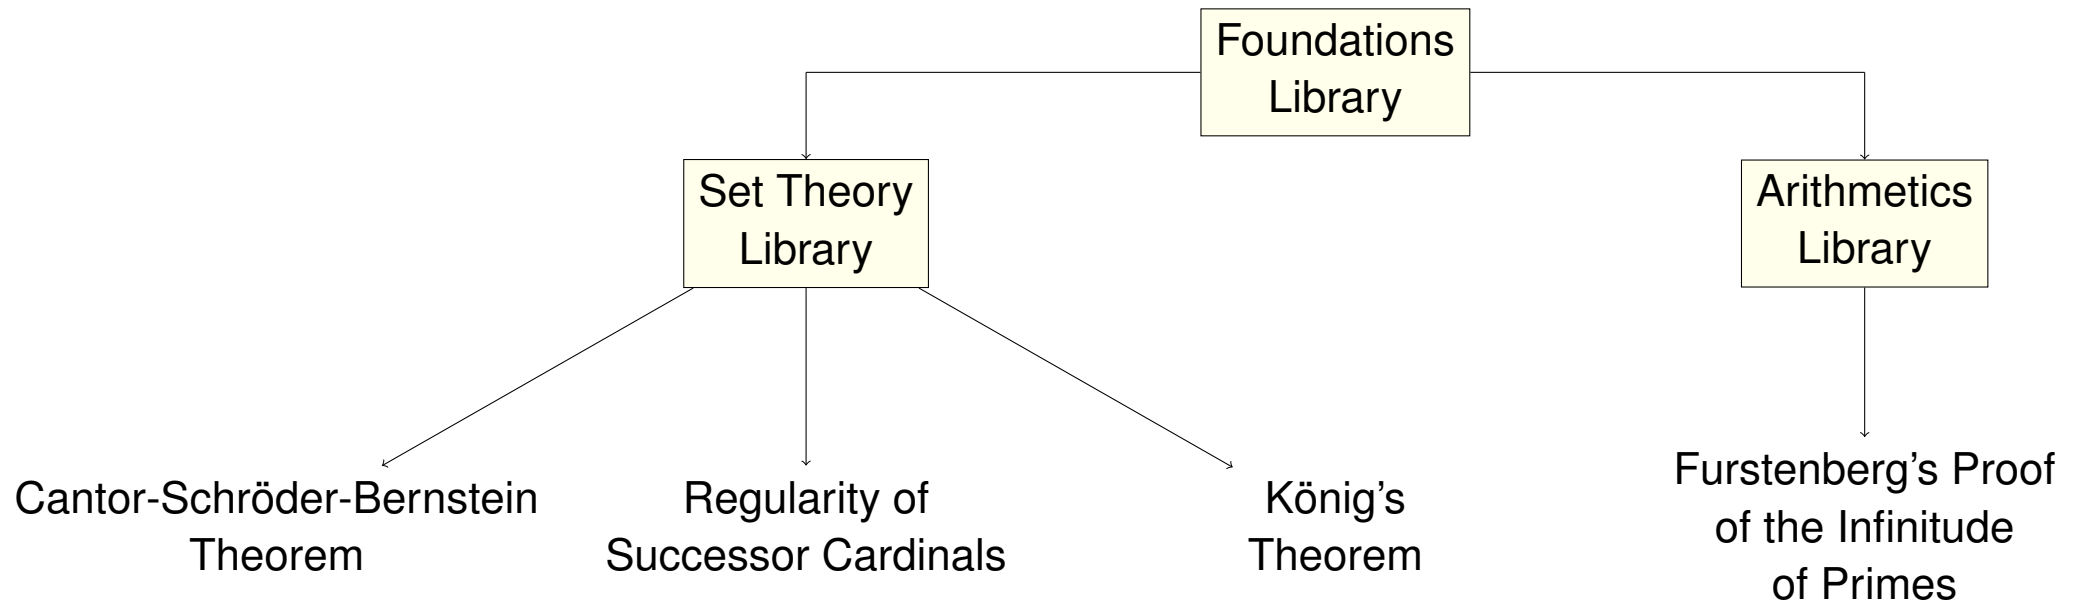 Foundations
Library
Set Theory
Library
Arithmetics
Library
Cantor-Schröder-Bernstein
Theorem
Regularity of
Successor Cardinals
König’s
Theorem
Furstenberg’s Proof
of the Infinitude
of Primes